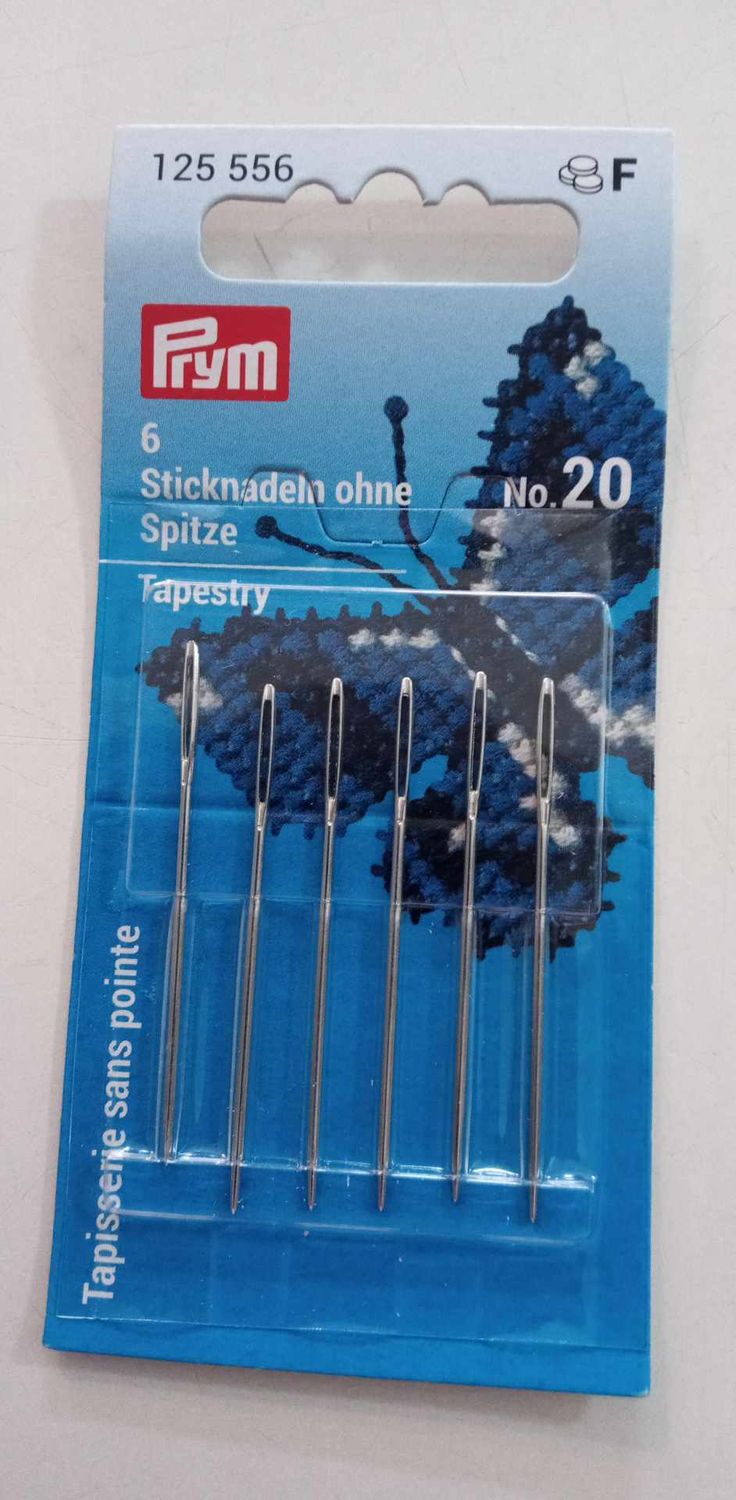 125 556
F
Prym
6
Sticknadeln ohne
Spitze
No. 20
Tapestry
Tapisserie sans pointe